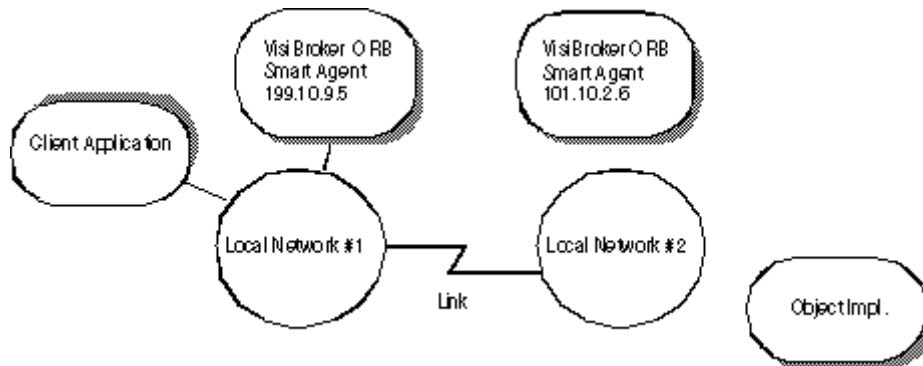 VisiBroker ORB
Smart Agent
199.10.9.5
VisiBroker ORB
Smart Agent
101.10.2.6
Client Application
Local Network #1
Local Network #2
Link
Object Impl.